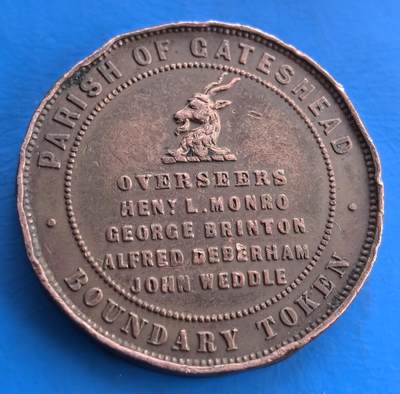 PARISH OF GATESHEAD
OVERSEERS
HENY L. MONRO
GEORGE BRINTON
ALFRED DEBERHAM
JOHN WEDDLE
BOUNDARY TOKEN